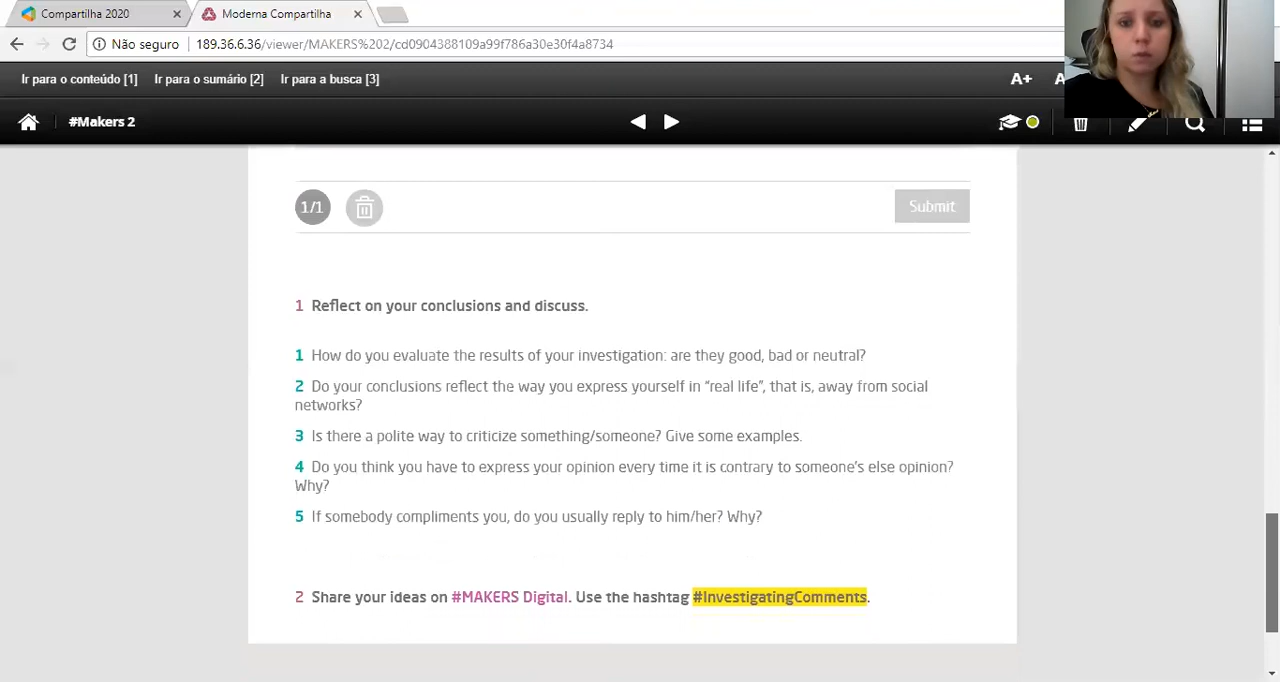 Compartilha 2020
Moderna Compartilha
Não seguro 189.36.6.36/viewer/MAKERS%202/cd0904388109a99f786a30e30f4a8734
Ir para o conteúdo [1] Ir para o sumário [2] Ir para a busca [3] A+ A
#Makers 2
1/1 Submit
1 Reflect on your conclusions and discuss.
1 How do you evaluate the results of your investigation: are they good, bad or neutral?
2 Do your conclusions reflect the way you express yourself in “real life”, that is, away from social
networks?
3 Is there a polite way to criticize something/someone? Give some examples.
4 Do you think you have to express your opinion every time it is contrary to someone's else opinion?
Why?
5 If somebody compliments you, do you usually reply to him/her? Why?
2 Share your ideas on #MAKERS Digital. Use the hashtag #InvestigatingComments.